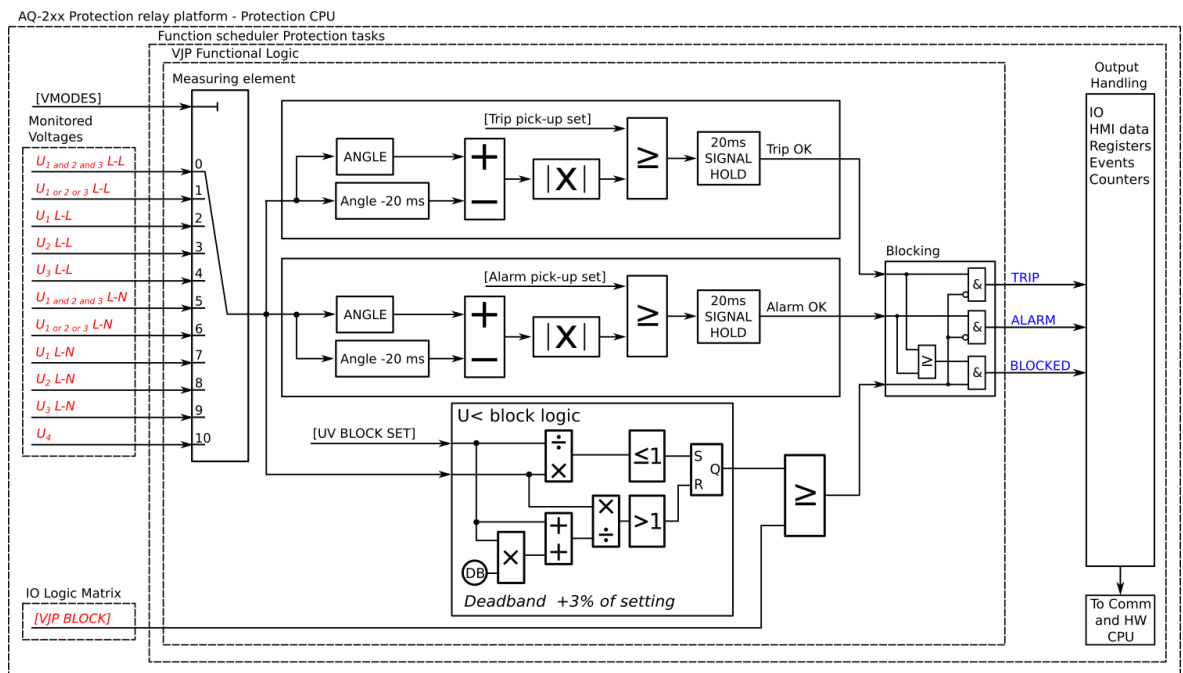 AQ-2xx Protection relay platform - Protection CPU
Function scheduler Protection tasks
VJP Functional Logic
Measuring element
Output
Handling
[VMODES]
Monitored
Voltages
U1 and 2 and 3 L-L
U1 or 2 or 3 L-L
U1 L-L
U2 L-L
U3 L-L
U1 and 2 and 3 L-N
U1 or 2 or 3 L-N
U1 L-N
U2 L-N
U3 L-N
U4
0
1
2
3
4
5
6
7
8
9
10
[Trip pick-up set]
ANGLE
Angle -20 ms
+
−
|X|
≥
20ms
SIGNAL
HOLD
Trip OK
[Alarm pick-up set]
ANGLE
Angle -20 ms
+
−
|X|
≥
20ms
SIGNAL
HOLD
Alarm OK
U< block logic
[UV BLOCK SET]
÷
×
≤1
S
R
Q
×
÷
>1
+
+
×
DB
Deadband +3% of setting
≥
Blocking
&
&
≥
&
TRIP
ALARM
BLOCKED
IO
HMI data
Registers
Events
Counters
To Comm
and HW
CPU
IO Logic Matrix
[VJP BLOCK]